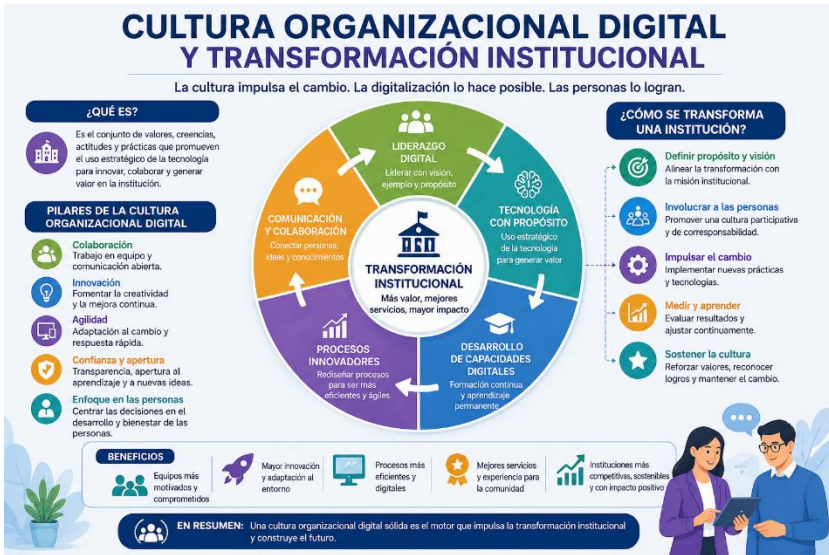 CULTURA ORGANIZACIONAL DIGITAL
Y TRANSFORMACIÓN INSTITUCIONAL
La cultura impulsa el cambio. La digitalización lo hace posible. Las personas lo logran.
¿QUÉ ES?
Es el conjunto de valores, creencias,
actitudes y prácticas que promueven
el uso estratégico de la tecnología
para innovar, colaborar y generar
valor en la institución.
PILARES DE LA CULTURA
ORGANIZACIONAL DIGITAL
Colaboración
Trabajo en equipo y
comunicación abierta.
Innovación
Fomentar la creatividad
y la mejora continua.
Agilidad
Adaptación al cambio y
respuesta rápida.
Confianza y apertura
Transparencia, apertura al
aprendizaje y a nuevas ideas.
Enfoque en las personas
Centrar las decisiones en el
desarrollo y bienestar de las
personas.
LIDERAZGO
DIGITAL
Liderar con visión,
ejemplo y propósito
TECNOLOGÍA
CON PROPÓSITO
Uso estratégico
de la tecnología
para generar valor
DESARROLLO
DE CAPACIDADES
DIGITALES
Formación continua
y aprendizaje
permanente
PROCESOS
INNOVADORES
Rediseñar procesos
para ser más
eficientes y ágiles
COMUNICACIÓN
Y COLABORACIÓN
Conectar personas,
ideas y conocimientos
TRANSFORMACIÓN
INSTITUCIONAL
Más valor, mejores
servicios, mayor impacto
¿CÓMO SE TRANSFORMA
UNA INSTITUCIÓN?
Definir propósito y visión
Alinear la transformación con
la misión institucional.
Involucrar a las personas
Promover una cultura participativa
y de corresponsabilidad.
Impulsar el cambio
Implementar nuevas prácticas
y tecnologías.
Medir y aprender
Evaluar resultados y
ajustar continuamente.
Sostener la cultura
Reforzar valores, reconocer
logros y mantener el cambio.
BENEFICIOS
Equipos más
motivados y
comprometidos
Mayor innovación
y adaptación al
entorno
Procesos más
eficientes y
digitales
Mejores servicios
y experiencia para
la comunidad
Instituciones más
competitivas, sostenibles
y con impacto positivo
EN RESUMEN: Una cultura organizacional digital sólida es el motor que impulsa la transformación institucional
y construye el futuro.